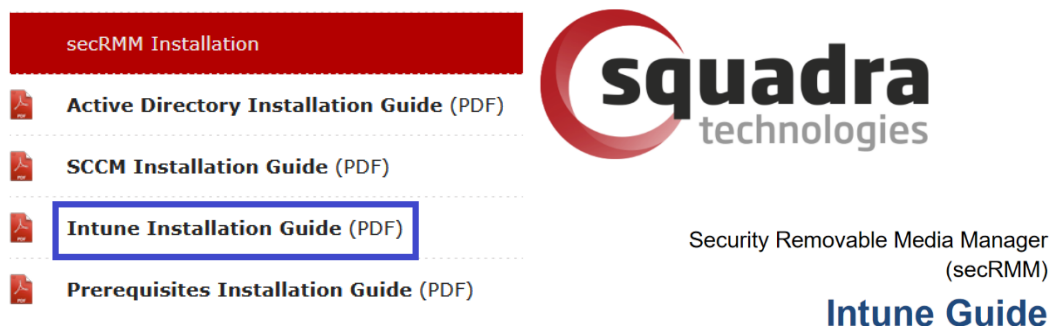 secRMM Installation
Active Directory Installation Guide (PDF)
SCCM Installation Guide (PDF)
Intune Installation Guide (PDF)
Prerequisites Installation Guide (PDF)
squadra
technologies
Security Removable Media Manager
(secRMM)
Intune Guide